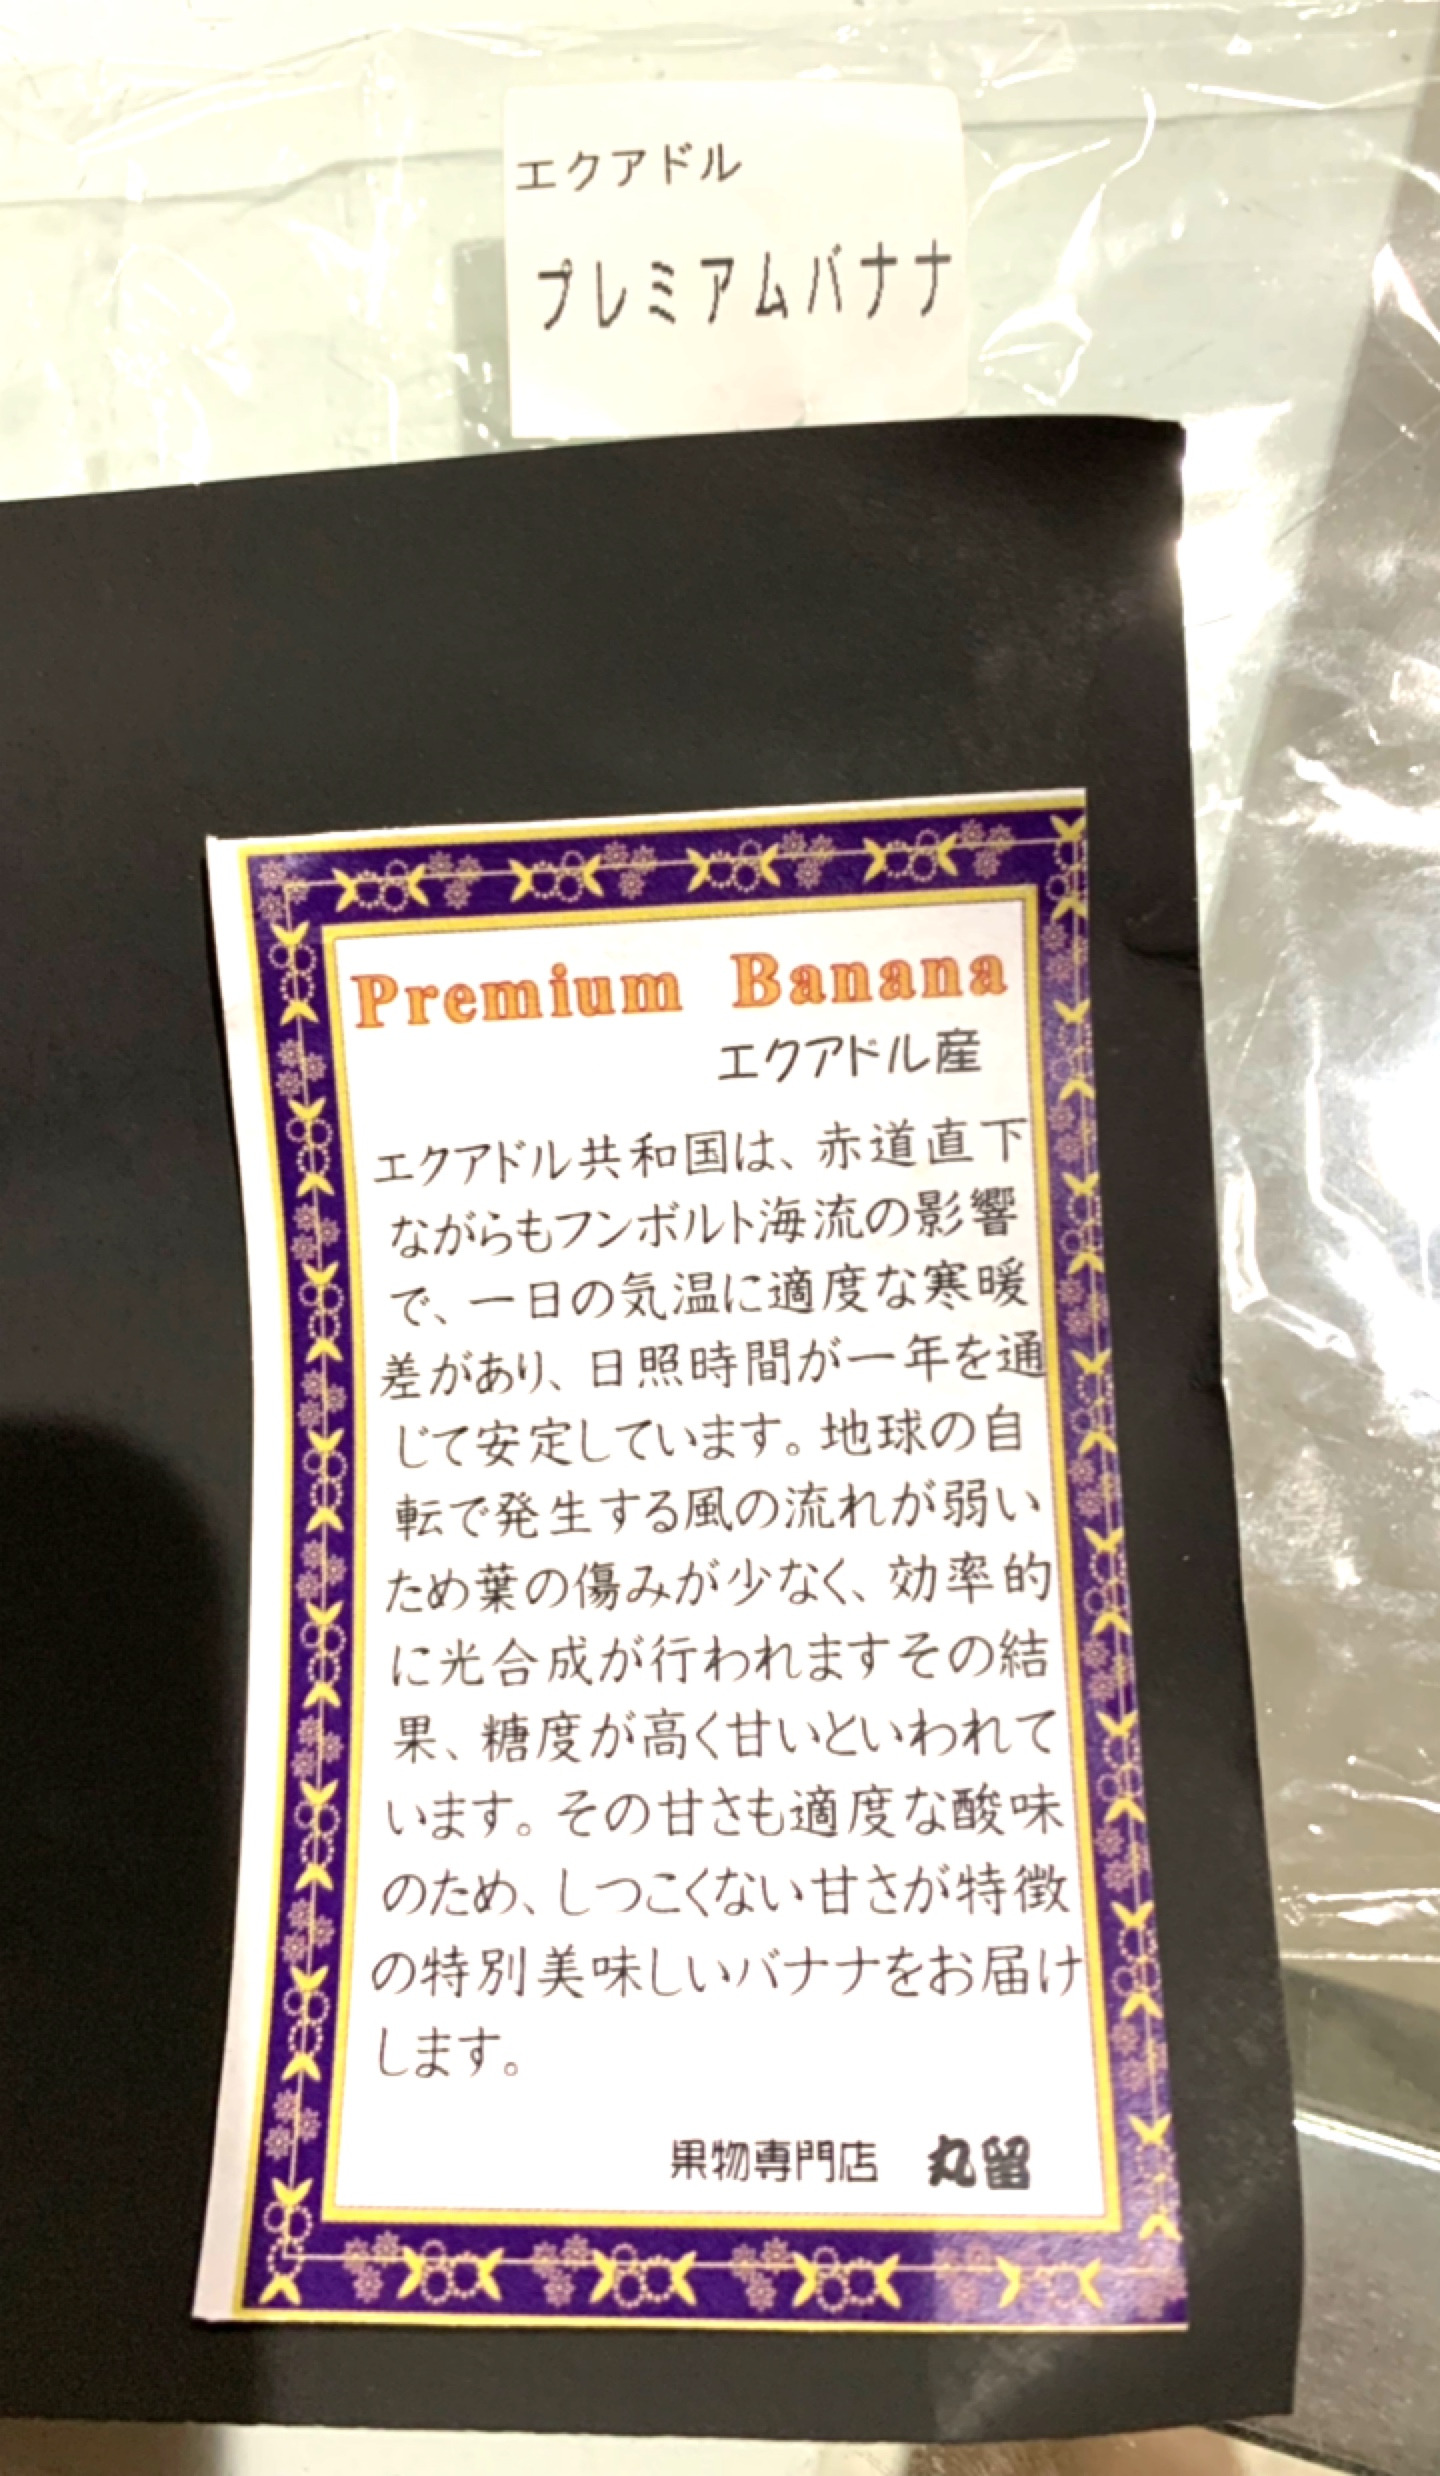 エクアドル
プレミアムバナナ
Premium Banana
エクアドル産
エクアドル共和国は、赤道直下
ながらもフンボルト海流の影響
で、一日の気温に適度な寒暖
差があり、日照時間が一年を通
じて安定しています。地球の自
転で発生する風の流れが弱い
ため葉の傷みが少なく、効率的
に光合成が行われますその結
果、糖度が高く甘いといわれて
います。その甘さも適度な酸味
のため、しつこくない甘さが特徴
の特別美味しいバナナをお届け
します。
果物専門店 丸留